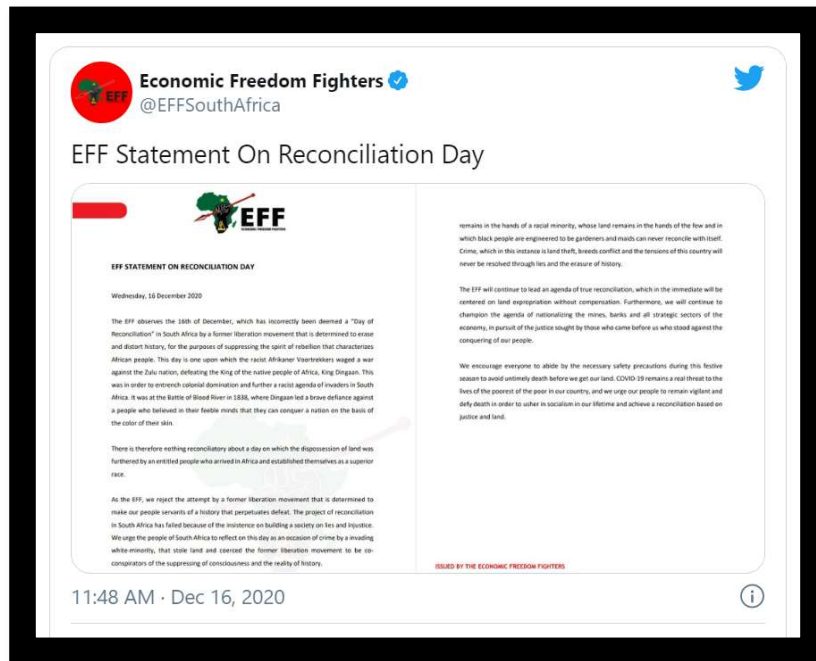 Economic Freedom Fighters
@EFFSouthAfrica
EFF
EFF Statement On Reconciliation Day
EFF
ECONOMIC FREEDOM FIGHTERS
EFF STATEMENT ON RECONCILIATION DAY
Wednesday, 16 December 2020
The EFF observes the 16th of December, which has incorrectly been deemed a "Day of
Reconciliation" in South Africa by a former liberation movement that is determined to erase
and distort history, for the purposes of suppressing the spirit of rebellion that characterizes
African people. This day is one upon which the racist Afrikaner Voertrekkers waged a war
against the Zulu nation, defeating the King of the native people of Africa, King Dingaan. This
was in order to entrench colonial domination and further a racist agenda of invaders in South
Africa. It was at the Battle of Blood River in 1838, where Dingaan led a brave defiance against
a people who believed in their feeble minds that they can conquer a nation on the basis of
the color of their skin.
There is therefore nothing reconciliatory about a day on which the dispossession of land was
furthered by an entitled people who arrived in Africa and established themselves as a superior
race.
As the EFF, we reject the attempt by a former liberation movement that is determined to
make our people servants of a history that perpetuates defeat. The project of reconciliation
in South Africa has failed because of the insistence on building a society on lies and injustice.
We urge the people of South Africa to reflect on this day as an occasion of crime by a invading
white-minority, that stole land and coerced the former liberation movement to be co-
conspirators of the suppressing of consciousness and the reality of history.
remains in the hands of a racial minority, whose land remains in the hands of the few and in
which black people are engineered to be gardeners and maids can never reconcile with itself.
Crime, which in this instance is land theft, breeds conflict and the tensions of this country will
never be resolved through lies and the erasure of history.
The EFF will continue to lead an agenda of true reconciliation, which in the immediate will be
centered on land expropriation without compensation. Furthermore, we will continue to
champion the agenda of nationalizing the mines, banks and all strategic sectors of the
economy, in pursuit of the justice sought by those who came before us who stood against the
conquering of our people.
We encourage everyone to abide by the necessary safety precautions during this festive
season to avoid untimely death before we get our land. COVID-19 remains a real threat to the
lives of the poorest of the poor in our country, and we urge our people to remain vigilant and
defy death in order to usher in socialism in our lifetime and achieve a reconciliation based on
justice and land.
ISSUED BY THE ECONOMIC FREEDOM FIGHTERS
11:48 AM · Dec 16, 2020